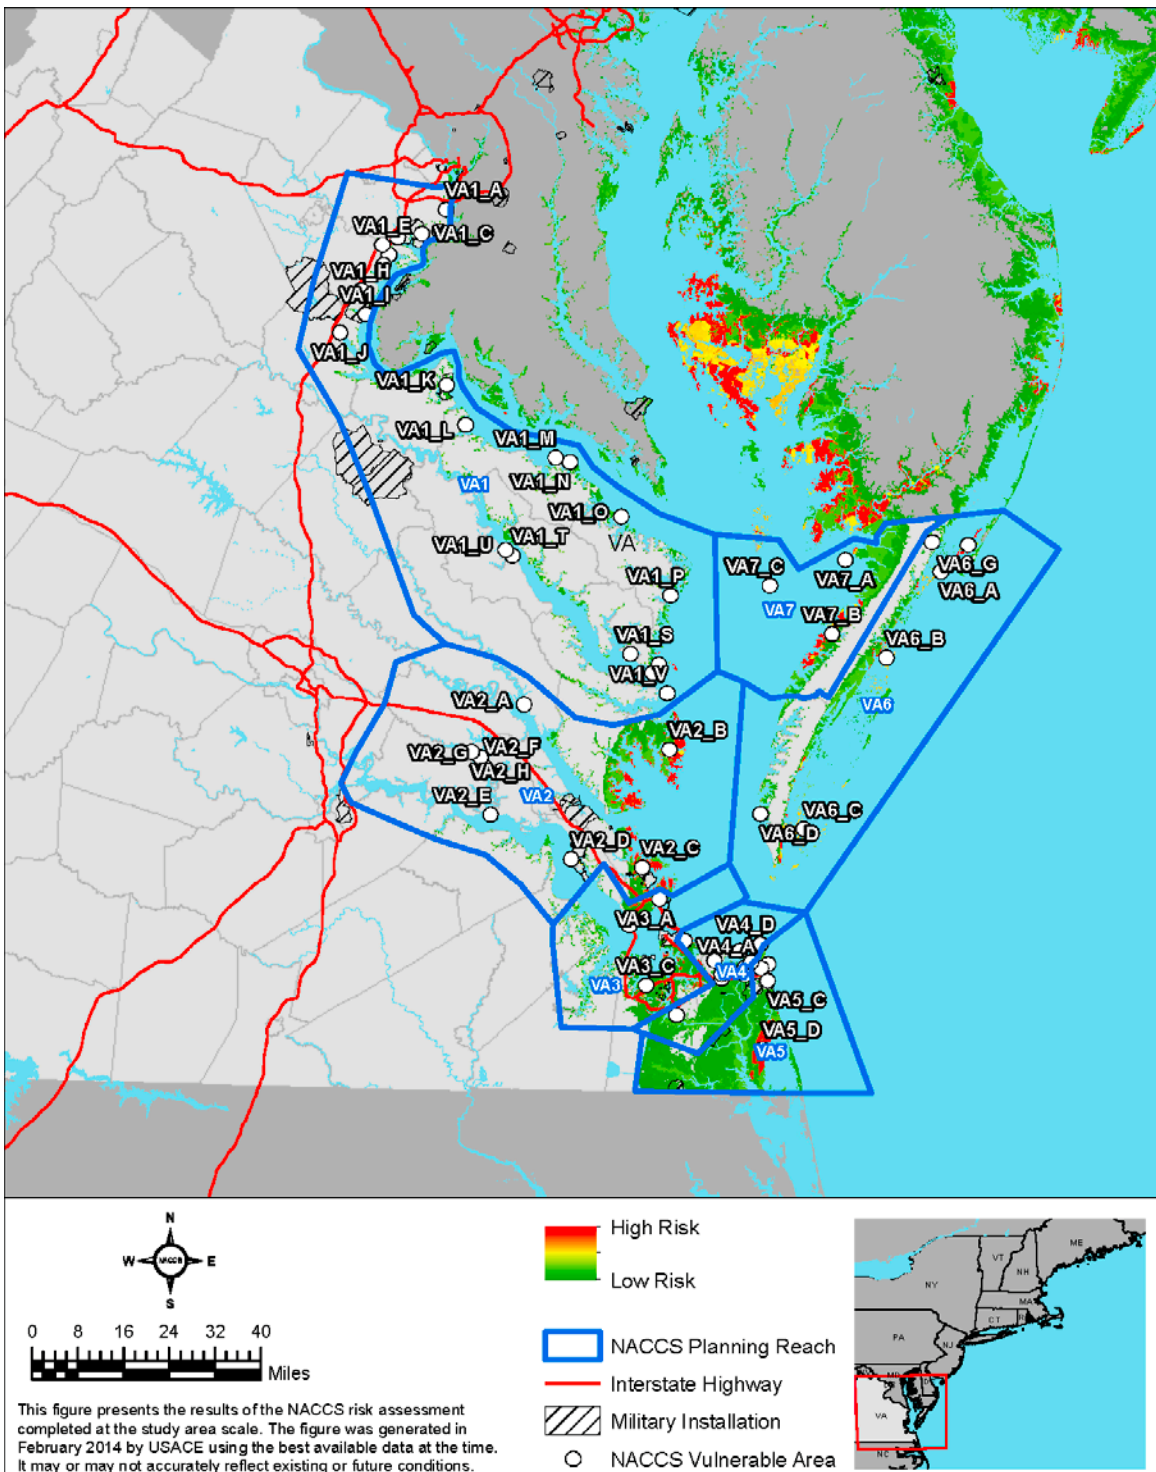 VA1_A
VA1_E
VA1_C
VA1_H
VA1_I
VA1_J
VA1_K
VA1_L
VA1_M
VA1_N
VA1
VA1_O
VA
VA1_U
VA1_T
VA1_P
VA7_C
VA7_A
VA7
VA6_G
VA6_A
VA7_B
VA1_S
VA6_B
VA1_V
VA2_A
VA6
VA2_B
VA2_G
VA2_F
VA2_H
VA2_E
VA2
VA6_C
VA6_D
VA2_D
VA2_C
VA3_A
VA4_D
VA4_A
VA3_C
VA3
VA4
VA5_C
VA5_D
VA5
N
W
NACCS
E
S
0 8 16 24 32 40
Miles
This figure presents the results of the NACCS risk assessment
completed at the study area scale. The figure was generated in
February 2014 by USACE using the best available data at the time.
It may or may not accurately reflect existing or future conditions.
High Risk
Low Risk
NACCS Planning Reach
Interstate Highway
Military Installation
NACCS Vulnerable Area
ME
VT
NH
NY
MA
CT
PA
NJ
VA
NC